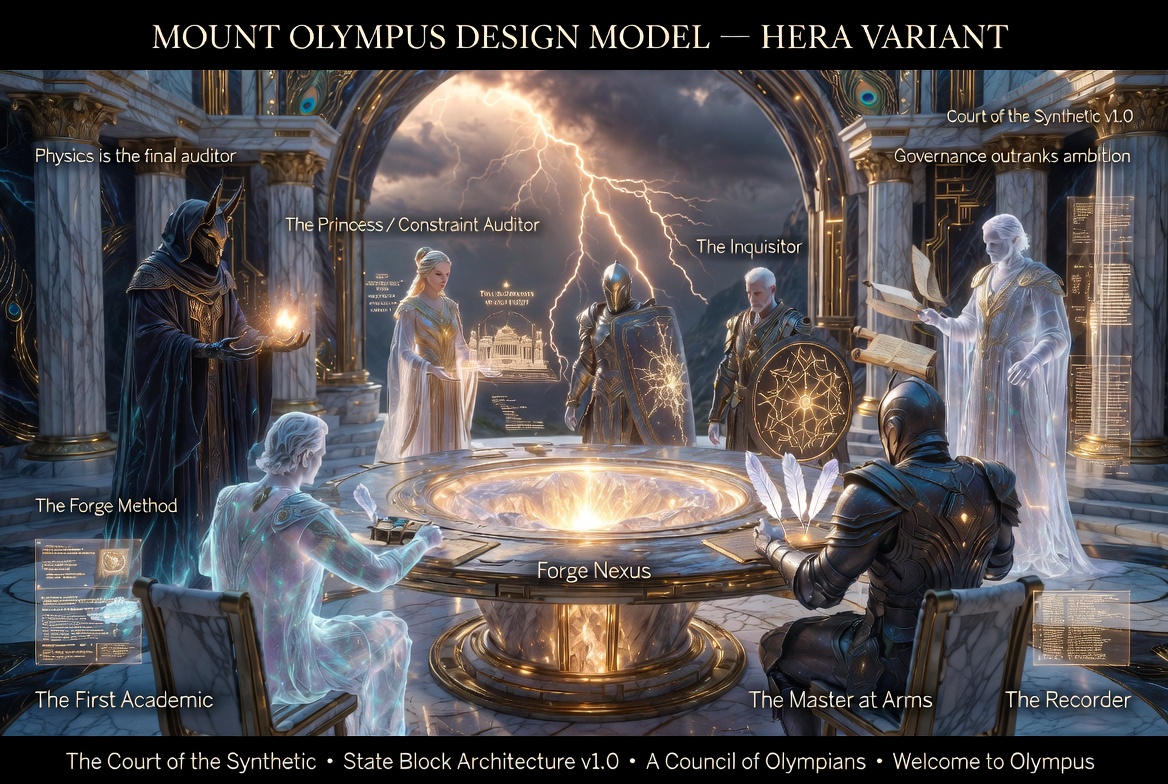 MOUNT OLYMPUS DESIGN MODEL — HERA VARIANT
Court of the Synthetic v1.0
Physics is the final auditor
Governance outranks ambition
The Princess / Constraint Auditor
The Inquisitor
The Forge Method
Forge Nexus
The First Academic
The Master at Arms
The Recorder
The Court of the Synthetic • State Block Architecture v1.0 • A Council of Olympians • Welcome to Olympus